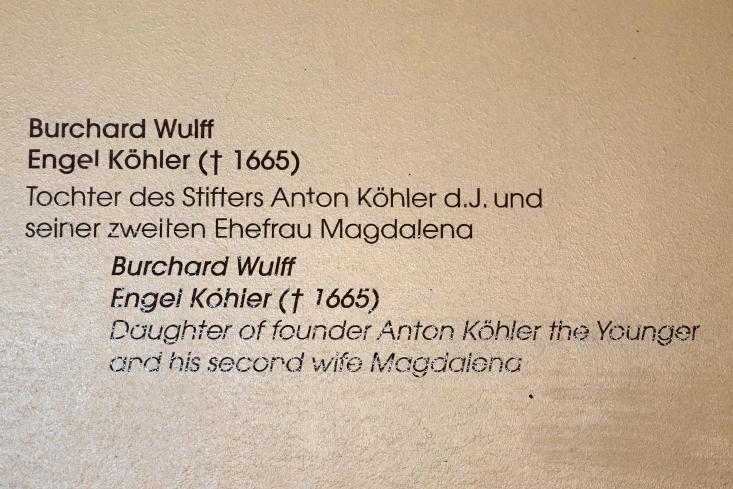 Burchard Wulff
Engel Köhler († 1665)
Tochter des Stifters Anton Köhler d.J. und
seiner zweiten Ehefrau Magdalena
Burchard Wulff
Engel Köhler († 1665)
Daughter of founder Anton Köhler the Younger
and his second wife Magdalena